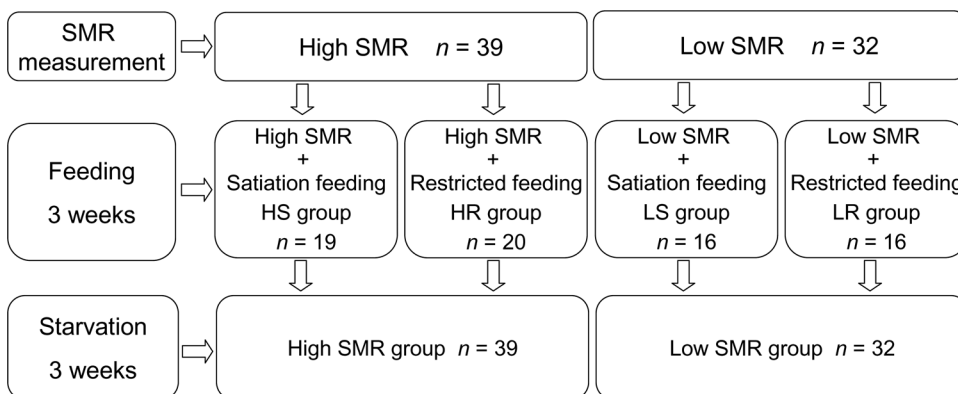 SMR
measurement
High SMR n = 39
Low SMR n = 32
Feeding
3 weeks
High SMR
+
Satiation feeding
HS group
n = 19
High SMR
+
Restricted feeding
HR group
n = 20
Low SMR
+
Satiation feeding
LS group
n = 16
Low SMR
+
Restricted feeding
LR group
n = 16
Starvation
3 weeks
High SMR group n = 39
Low SMR group n = 32